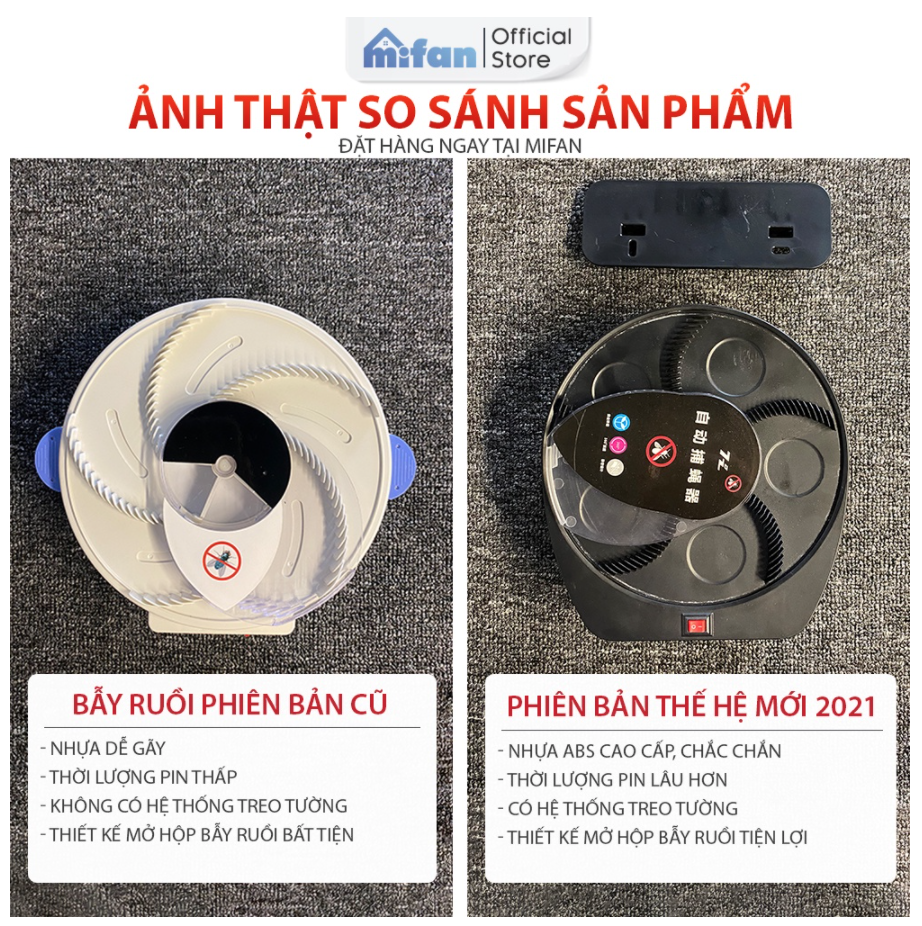 mifan Official Store
ẢNH THẬT SO SÁNH SẢN PHẨM
ĐẶT HÀNG NGAY TẠI MIFAN
自动捕蝇器
BẪY RUỒI PHIÊN BẢN CŨ
- NHỰA DỄ GÃY
- THỜI LƯỢNG PIN THẤP
- KHÔNG CÓ HỆ THỐNG TREO TƯỜNG
- THIẾT KẾ MỞ HỘP BẪY RUỒI BẤT TIỆN
PHIÊN BẢN THẾ HỆ MỚI 2021
- NHỰA ABS CAO CẤP, CHẮC CHẮN
- THỜI LƯỢNG PIN LÂU HƠN
- CÓ HỆ THỐNG TREO TƯỜNG
- THIẾT KẾ MỞ HỘP BẪY RUỒI TIỆN LỢI